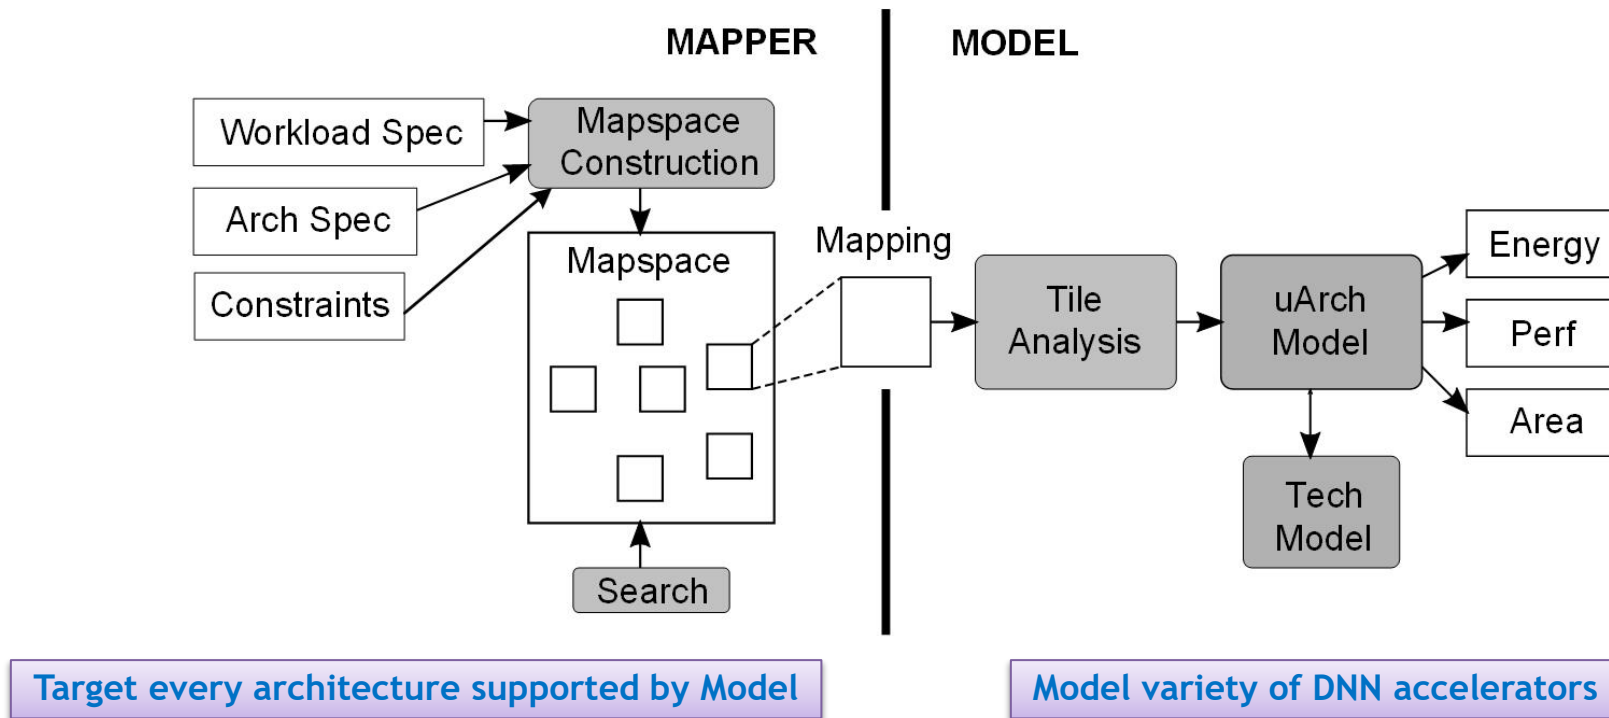 MAPPER
MODEL
Workload Spec
Arch Spec
Constraints
Mapspace
Construction
Mapspace
Search
Mapping
Tile
Analysis
uArch
Model
Tech
Model
Energy
Perf
Area
Target every architecture supported by Model
Model variety of DNN accelerators